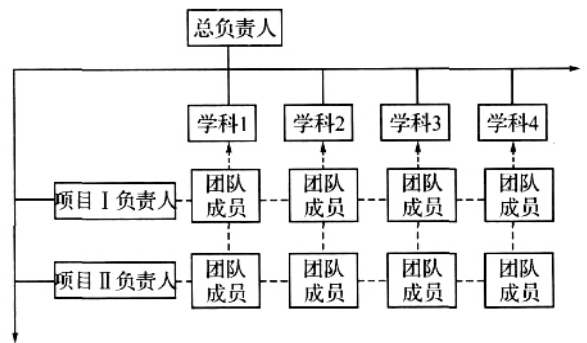 总负责人
学科1 学科2 学科3 学科4
项目Ⅰ负责人
团队 团队 团队 团队
成员 成员 成员 成员
项目Ⅱ负责人
团队 团队 团队 团队
成员 成员 成员 成员